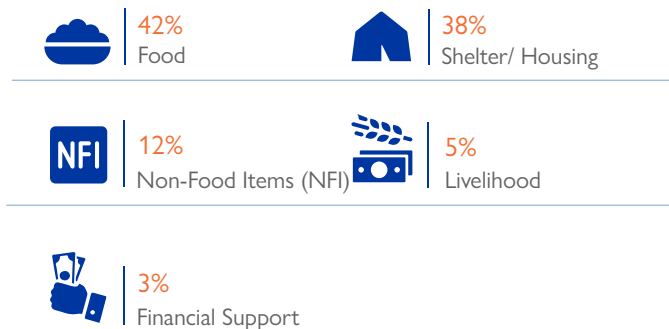 42%
Food
38%
Shelter/ Housing
NFI
12%
Non-Food Items (NFI)
5%
Livelihood
3%
Financial Support